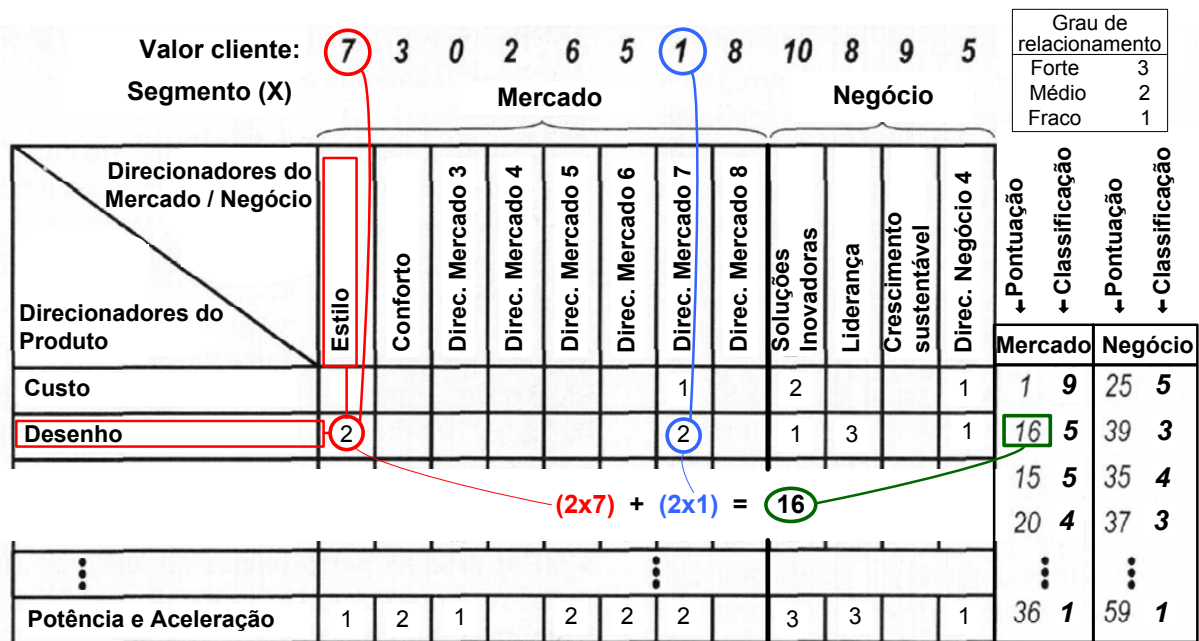 Valor cliente: 7 3 0 2 6 5 1 8 10 8 9 5
Segmento (X)
Mercado
Negócio
Grau de
relacionamento
Forte 3
Médio 2
Fraco 1
Direcionadores do
Mercado / Negócio
Direcionadores do
Produto
Estilo
Conforto
Direc. Mercado 3
Direc. Mercado 4
Direc. Mercado 5
Direc. Mercado 6
Direc. Mercado 7
Direc. Mercado 8
Soluções
Inovadoras
Liderança
Crescimento
sustentável
Direc. Negócio 4
←Pontuação
←Classificação
←Pontuação
←Classificação
Mercado Negócio
Custo 1 2 1 1 9 25 5
Desenho 2 2 1 3 1 16 5 39 3
15 5 35 4
(2x7) + (2x1) = 16
20 4 37 3
Potência e Aceleração 1 2 1 2 2 2 3 3 1 36 1 59 1